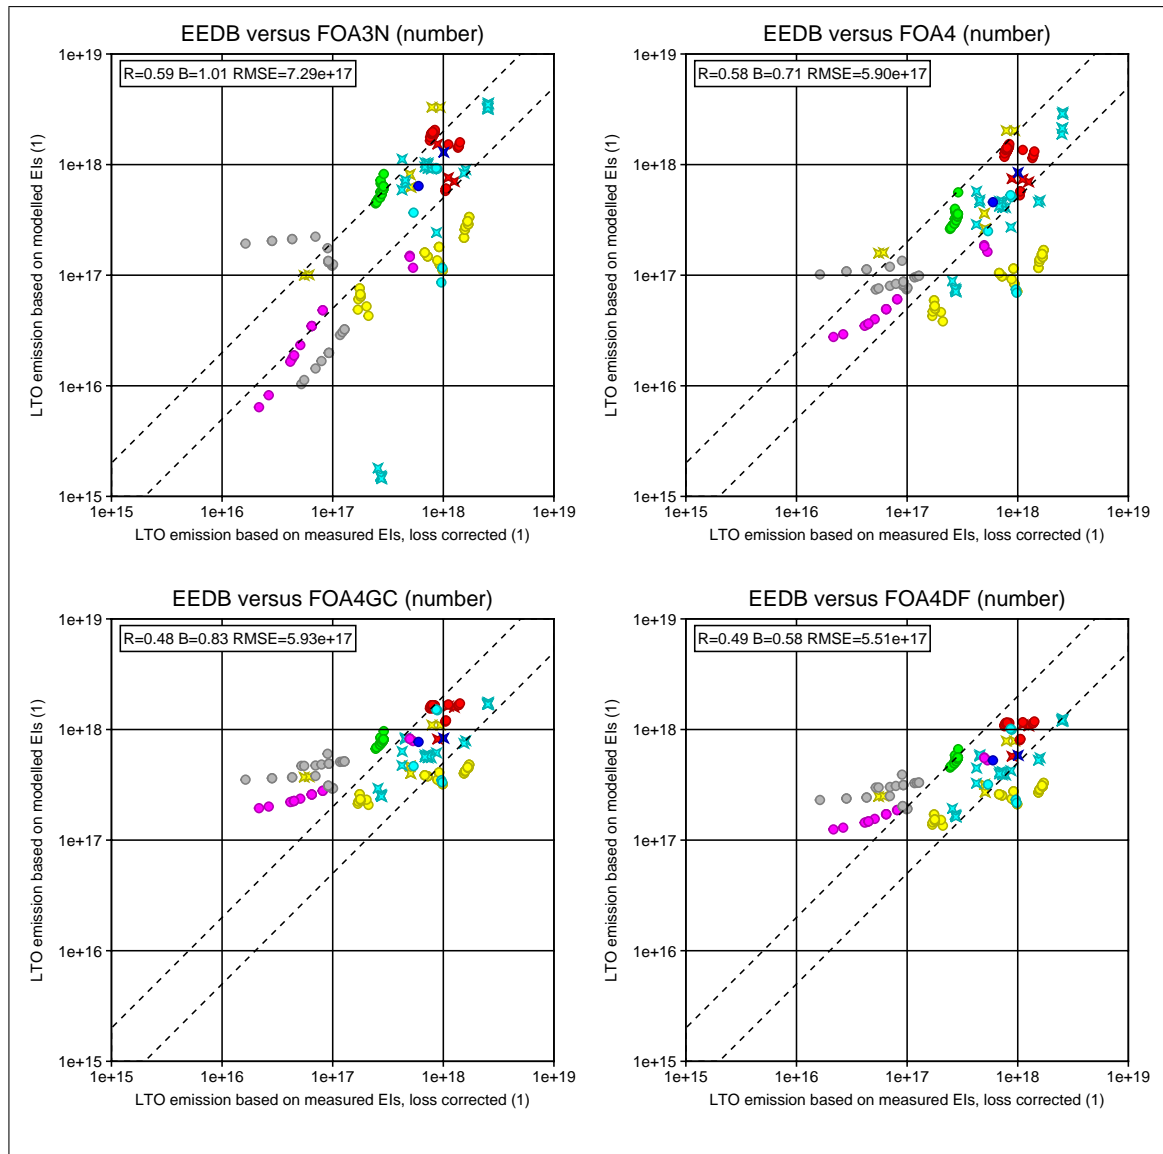 EEDB versus FOA3N (number)
R=0.59 B=1.01 RMSE=7.29e+17
LTO emission based on modelled EIs (1)
1e+19
1e+18
1e+17
1e+16
1e+15
1e+15 1e+16 1e+17 1e+18 1e+19
LTO emission based on measured EIs, loss corrected (1)
EEDB versus FOA4 (number)
R=0.58 B=0.71 RMSE=5.90e+17
LTO emission based on modelled EIs (1)
1e+19
1e+18
1e+17
1e+16
1e+15
1e+15 1e+16 1e+17 1e+18 1e+19
LTO emission based on measured EIs, loss corrected (1)
EEDB versus FOA4GC (number)
R=0.48 B=0.83 RMSE=5.93e+17
LTO emission based on modelled EIs (1)
1e+19
1e+18
1e+17
1e+16
1e+15
1e+15 1e+16 1e+17 1e+18 1e+19
LTO emission based on measured EIs, loss corrected (1)
EEDB versus FOA4DF (number)
R=0.49 B=0.58 RMSE=5.51e+17
LTO emission based on modelled EIs (1)
1e+19
1e+18
1e+17
1e+16
1e+15
1e+15 1e+16 1e+17 1e+18 1e+19
LTO emission based on measured EIs, loss corrected (1)